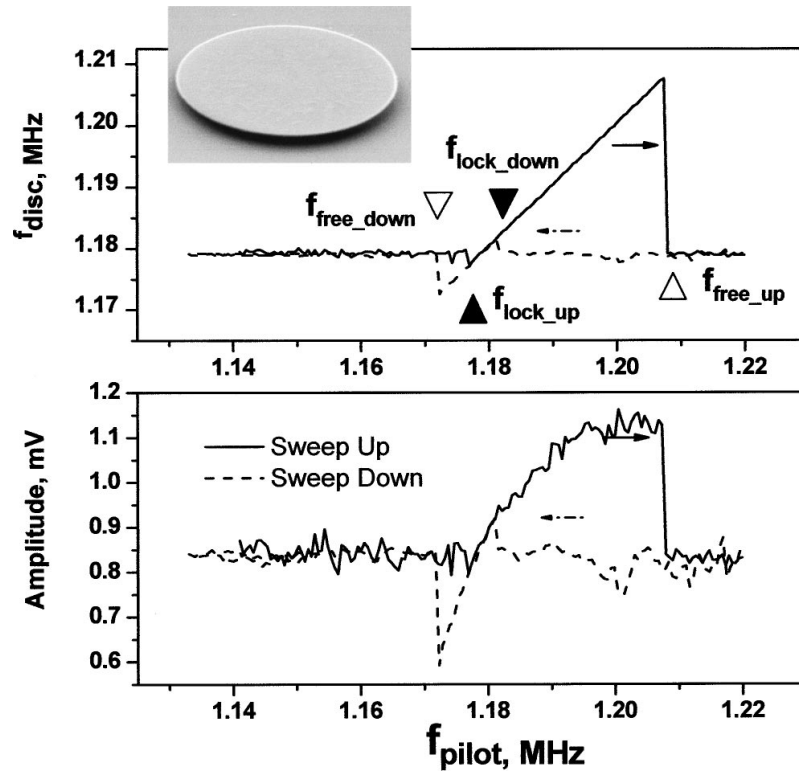 f_disc, MHz
1.21
1.20
1.19
1.18
1.17
f_lock_down
f_free_down
f_lock_up
f_free_up
1.14 1.16 1.18 1.20 1.22
Amplitude, mV
1.2
1.1
1.0
0.9
0.8
0.7
0.6
Sweep Up
Sweep Down
1.14 1.16 1.18 1.20 1.22
f_pilot, MHz